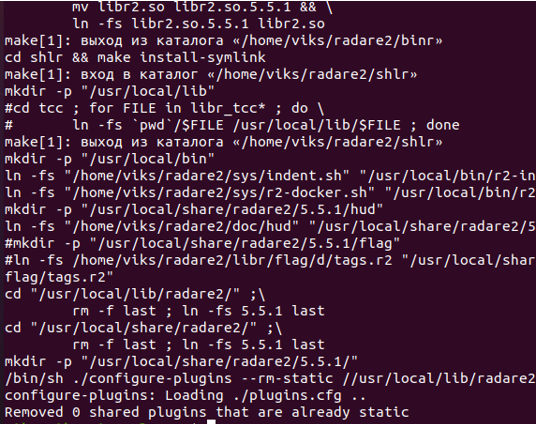 mv libr2.so libr2.so.5.5.1 && \
ln -fs libr2.so.5.5.1 libr2.so
make[1]: выход из каталога «/home/viks/radare2/binr»
cd shlr && make install-symlink
make[1]: вход в каталог «/home/viks/radare2/shlr»
mkdir -p "/usr/local/lib"
#cd tcc ; for FILE in libr_tcc* ; do \
#       ln -fs `pwd`/$FILE /usr/local/lib/$FILE ; done
make[1]: выход из каталога «/home/viks/radare2/shlr»
mkdir -p "/usr/local/bin"
ln -fs "/home/viks/radare2/sys/indent.sh" "/usr/local/bin/r2-in
ln -fs "/home/viks/radare2/sys/r2-docker.sh" "/usr/local/bin/r2
mkdir -p "/usr/local/share/radare2/5.5.1/hud"
ln -fs "/home/viks/radare2/doc/hud" "/usr/local/share/radare2/5
#mkdir -p "/usr/local/share/radare2/5.5.1/flag"
#ln -fs /home/viks/radare2/libr/flag/d/tags.r2 "/usr/local/shar
flag/tags.r2"
cd "/usr/local/lib/radare2/" ;\
rm -f last ; ln -fs 5.5.1 last
cd "/usr/local/share/radare2/" ;\
rm -f last ; ln -fs 5.5.1 last
mkdir -p "/usr/local/share/radare2/5.5.1/"
/bin/sh ./configure-plugins --rm-static //usr/local/lib/radare2
configure-plugins: Loading ./plugins.cfg ..
Removed 0 shared plugins that are already static